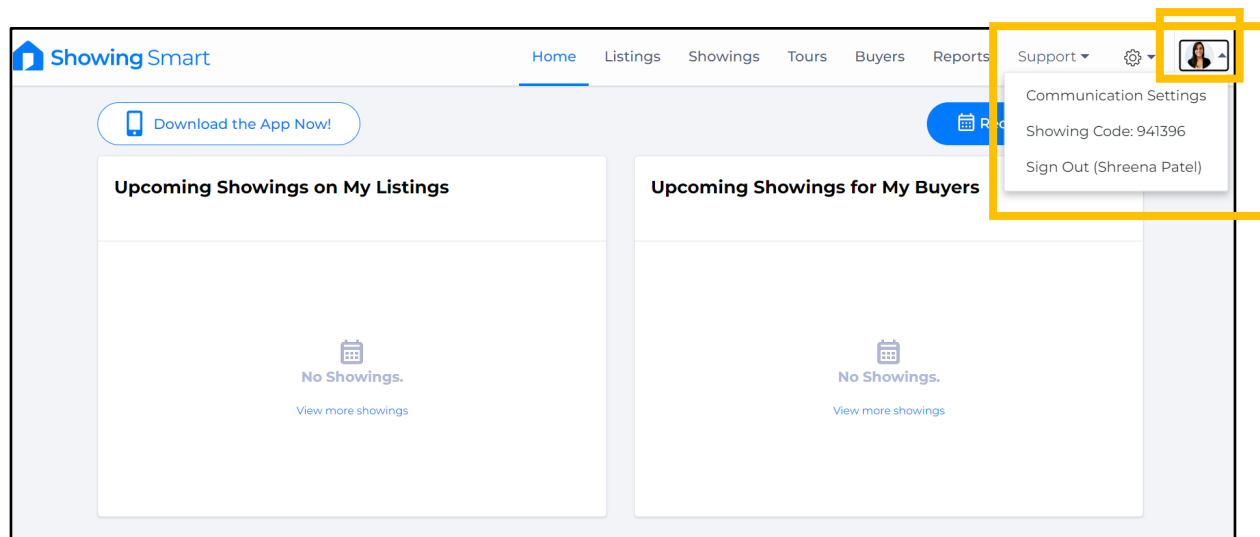 ShowingSmart
Home Listings Showings Tours Buyers Reports Support
Communication Settings
Showing Code: 941396
Sign Out (Shreena Patel)
Download the App Now!
Upcoming Showings on My Listings
Upcoming Showings for My Buyers
No Showings.
View more showings
No Showings.
View more showings